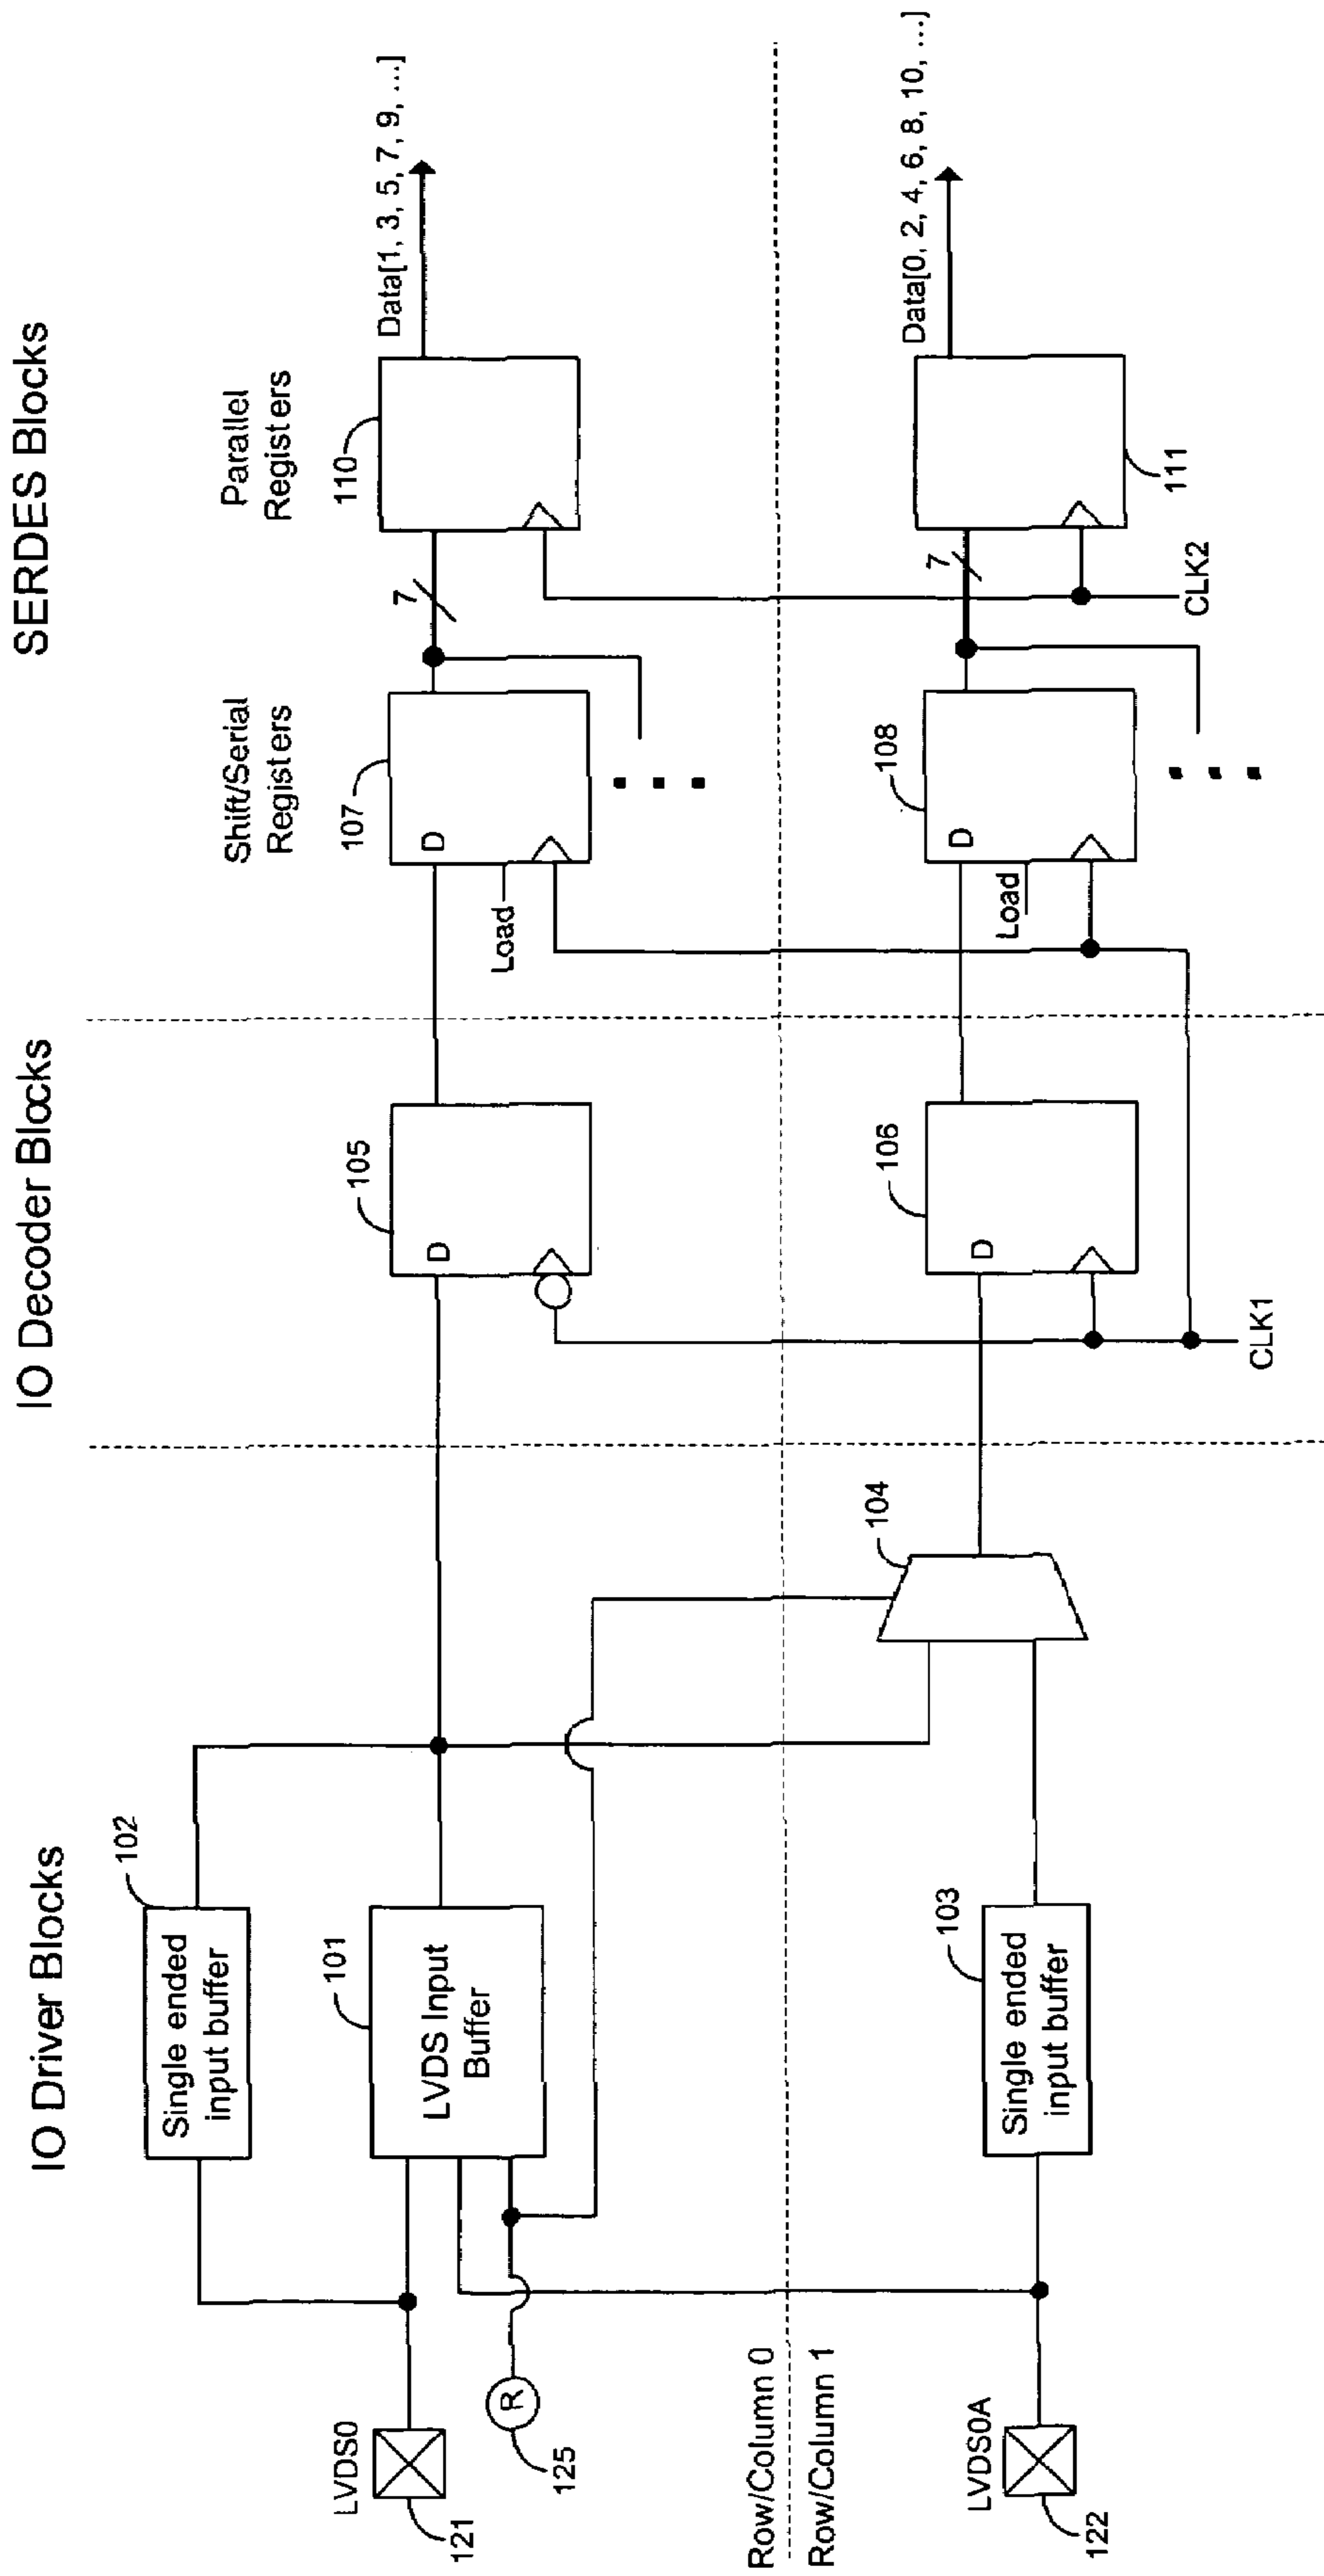 IO Driver Blocks
IO Decoder Blocks
SERDES Blocks
102
Single ended
input buffer
101
LVDS Input
Buffer
LVDS0
121
R
125
Row/Column 0
Row/Column 1
LVDS0A
122
103
Single ended
input buffer
104
105
D
106
D
CLK1
Shift/Serial
Registers
107
D
Load
108
D
Load
Parallel
Registers
110
7
Data[1, 3, 5, 7, 9, ...]
7
111
CLK2
Data[0, 2, 4, 6, 8, 10, ...]